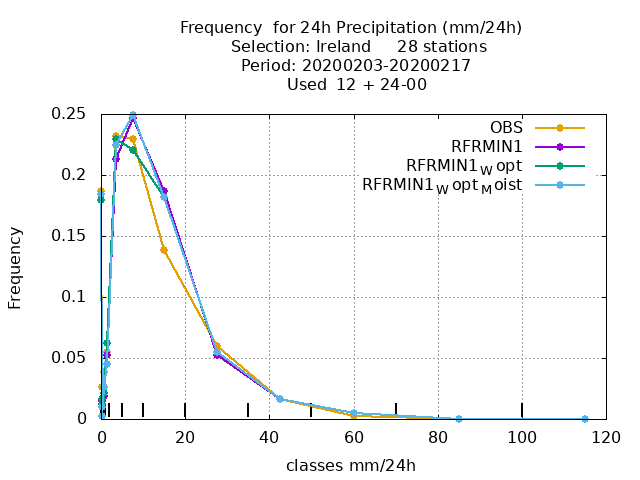 Frequency  for 24h Precipitation (mm/24h)
Selection: Ireland     28 stations
Period: 20200203-20200217
Used  12 + 24-00
OBS
RFRMIN1
RFRMIN1Wopt
RFRMIN1WoptMoist
0.25
0.2
0.15
0.1
0.05
0
Frequency
0 20 40 60 80 100 120
classes mm/24h